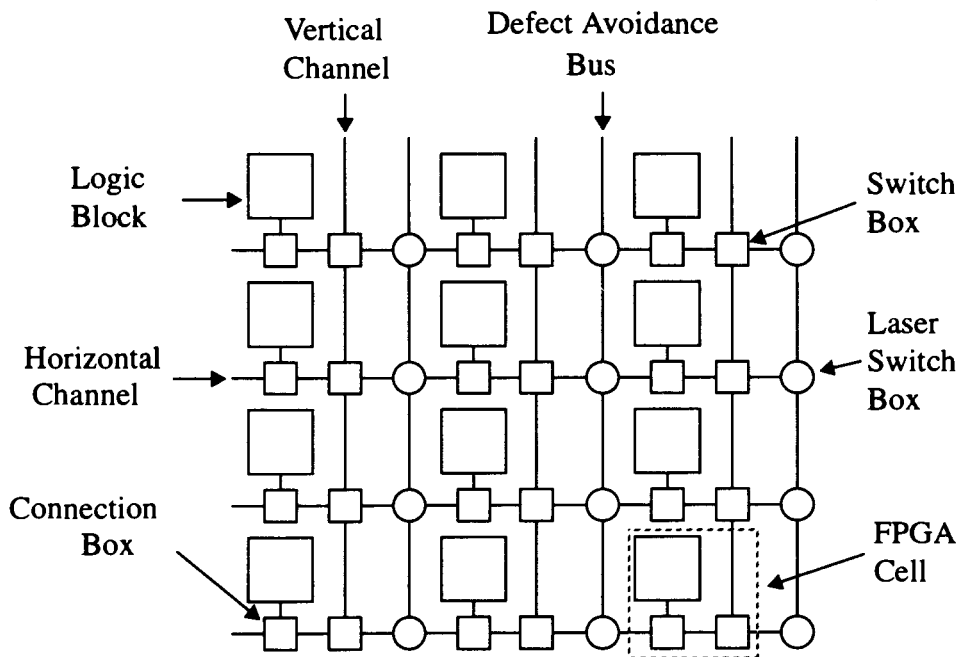 Vertical
Channel
Defect Avoidance
Bus
Logic
Block
Switch
Box
Horizontal
Channel
Laser
Switch
Box
Connection
Box
FPGA
Cell